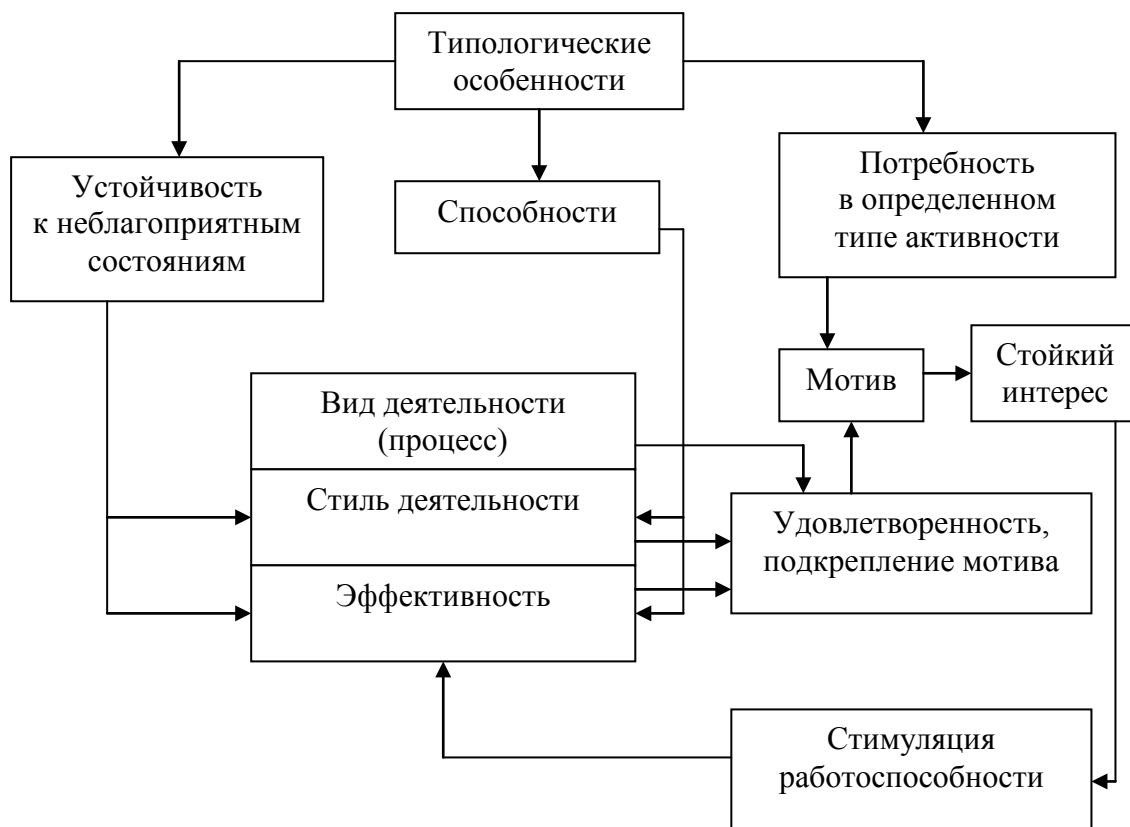 Типологические
особенности
Устойчивость
к неблагоприятным
состояниям
Способности
Потребность
в определенном
типе активности
Мотив
Стойкий
интерес
Вид деятельности
(процесс)
Стиль деятельности
Эффективность
Удовлетворенность,
подкрепление мотива
Стимуляция
работоспособности